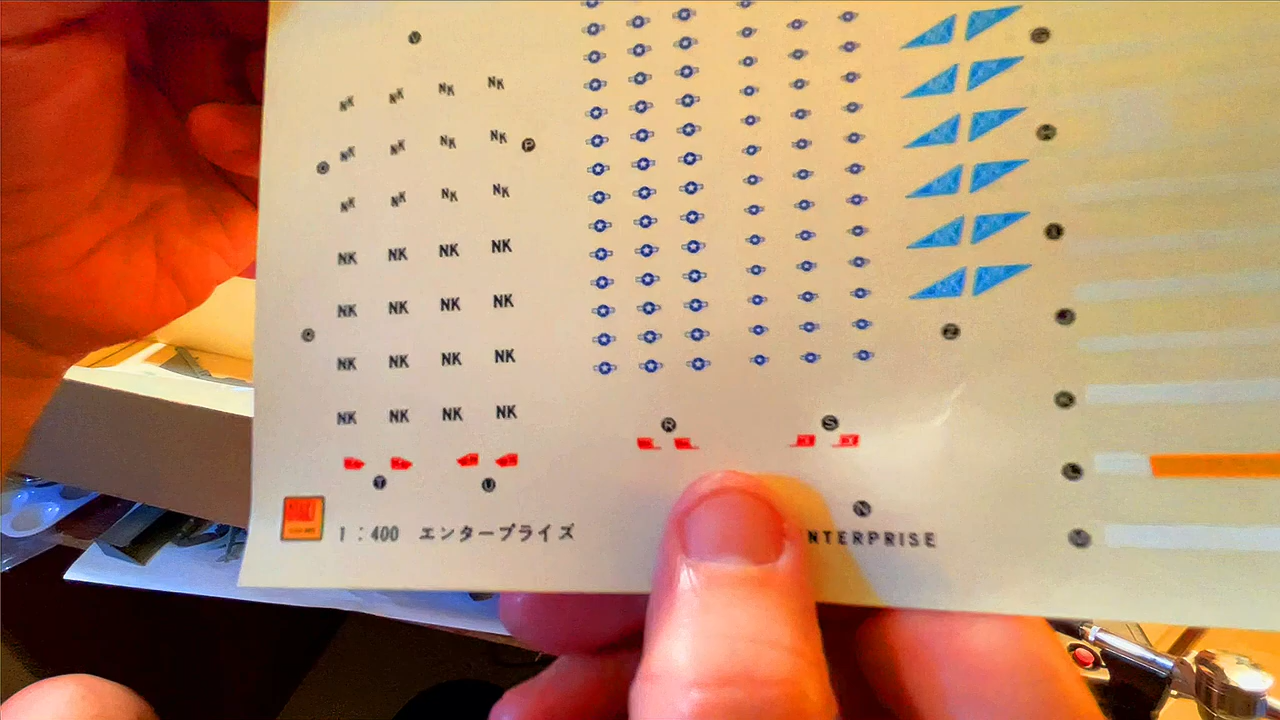 V
NK NK NK NK
NK NK NK NK P
NK NK NK NK
NK NK NK NK
NK NK NK NK
NK NK NK NK
NK NK NK NK
Z
R S
T U
N
1:400 エンタープライズ NTERPRISE
J
K
L
M